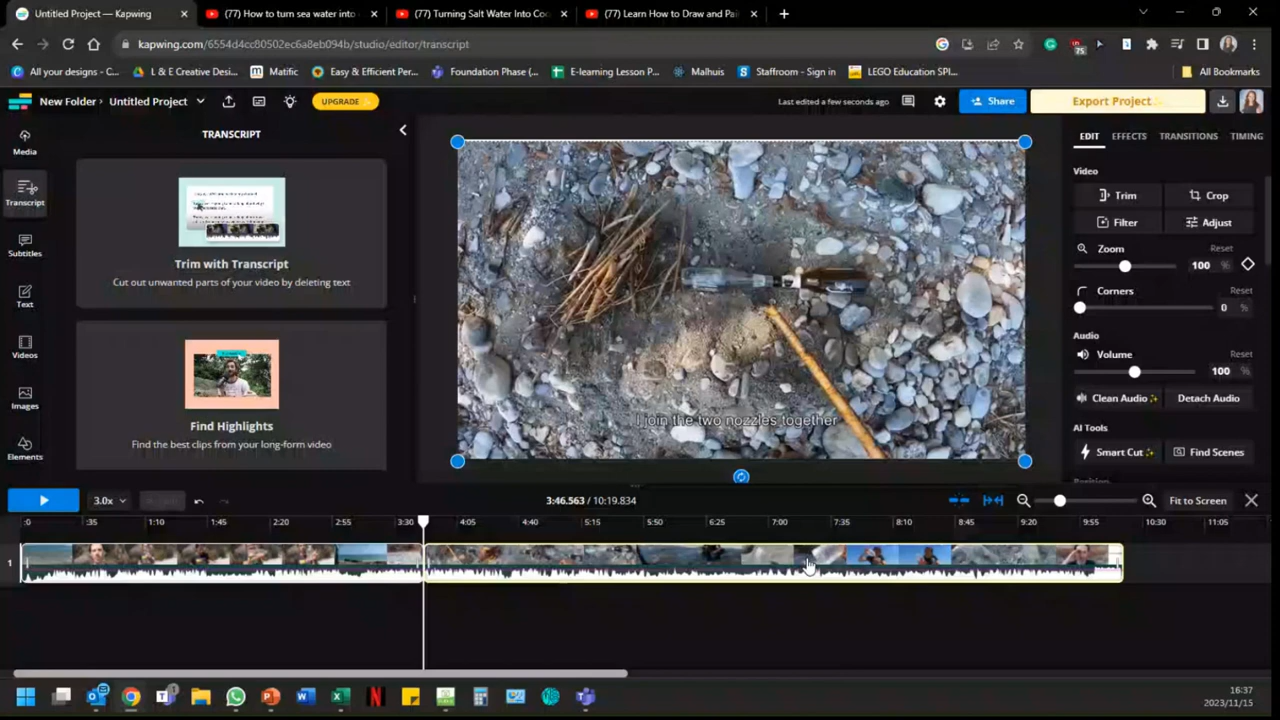 Untitled Project — Kapwing
(77) How to turn sea water into
(77) Turning Salt Water Into Coo
(77) Learn How to Draw and Pai
kapwing.com/6554d4cc80502ec6a8eb094b/studio/editor/transcript
75
All your designs - C...
L & E Creative Desi...
Matific
Easy & Efficient Per...
Foundation Phase (...
E-learning Lesson P...
Malhuis
Staffroom - Sign in
LEGO Education SPI...
All Bookmarks
New Folder › Untitled Project
UPGRADE
Last edited a few seconds ago
Share
Export Project
Media
Transcript
Subtitles
Text
Videos
Images
Elements
TRANSCRIPT
Trim with Transcript
Cut out unwanted parts of your video by deleting text
Find Highlights
Find the best clips from your long-form video
I join the two nozzles together
EDIT EFFECTS TRANSITIONS TIMING
Video
Trim Crop
Filter Adjust
Zoom Reset
100 %
Corners Reset
0 %
Audio
Volume Reset
100 %
Clean Audio Detach Audio
AI Tools
Smart Cut Find Scenes
3.0x
3:46.563 / 10:19.834
Fit to Screen
:0 :35 1:10 1:45 2:20 2:55 3:30 4:05 4:40 5:15 5:50 6:25 7:00 7:35 8:10 8:45 9:20 9:55 10:30 11:05
1
16:37
2023/11/15